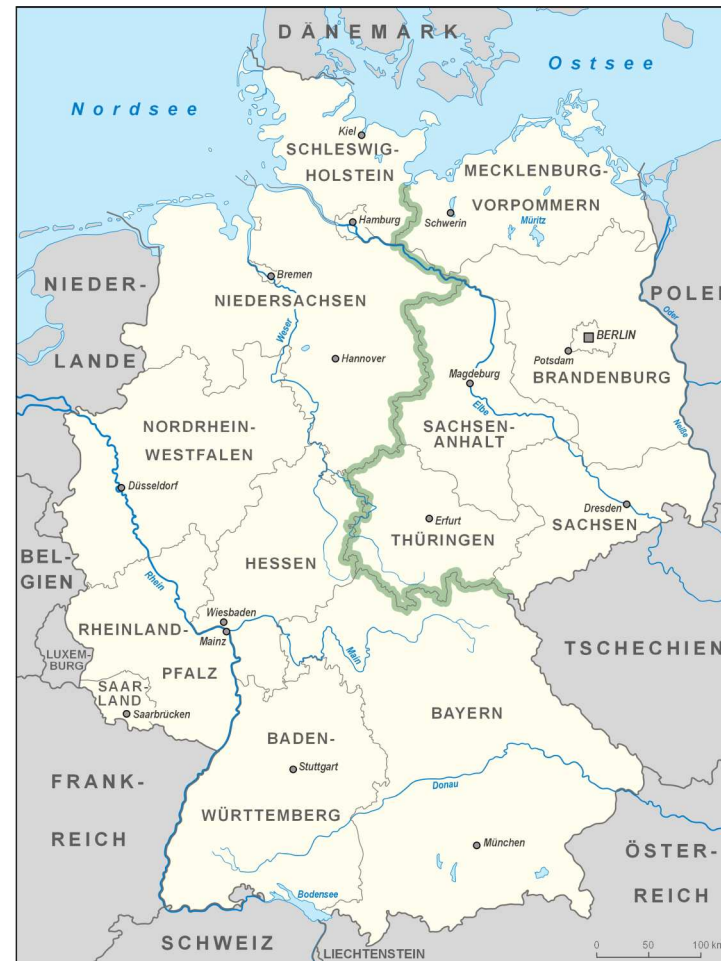 DÄNEMARK
Ostsee
Nordsee
Kiel
SCHLESWIG-
HOLSTEIN
MECKLENBURG-
VORPOMMERN
Hamburg
Schwerin
Müritz
NIEDER-
LANDE
Bremen
NIEDERSACHSEN
POLEN
Oder
Weser
Hannover
BERLIN
Potsdam
BRANDENBURG
Magdeburg
Elbe
NORDRHEIN-
WESTFALEN
SACHSEN-
ANHALT
Neiße
Düsseldorf
Dresden
SACHSEN
Erfurt
THÜRINGEN
BEL-
GIEN
HESSEN
Rhein
Wiesbaden
Mainz
RHEINLAND-
PFALZ
LUXEM-
BURG
Main
TSCHECHIEN
SAAR-
LAND
Saarbrücken
BAYERN
BADEN-
WÜRTTEMBERG
Stuttgart
FRANK-
REICH
Donau
München
ÖSTER-
REICH
Bodensee
SCHWEIZ
LIECHTENSTEIN
0 50 100 km